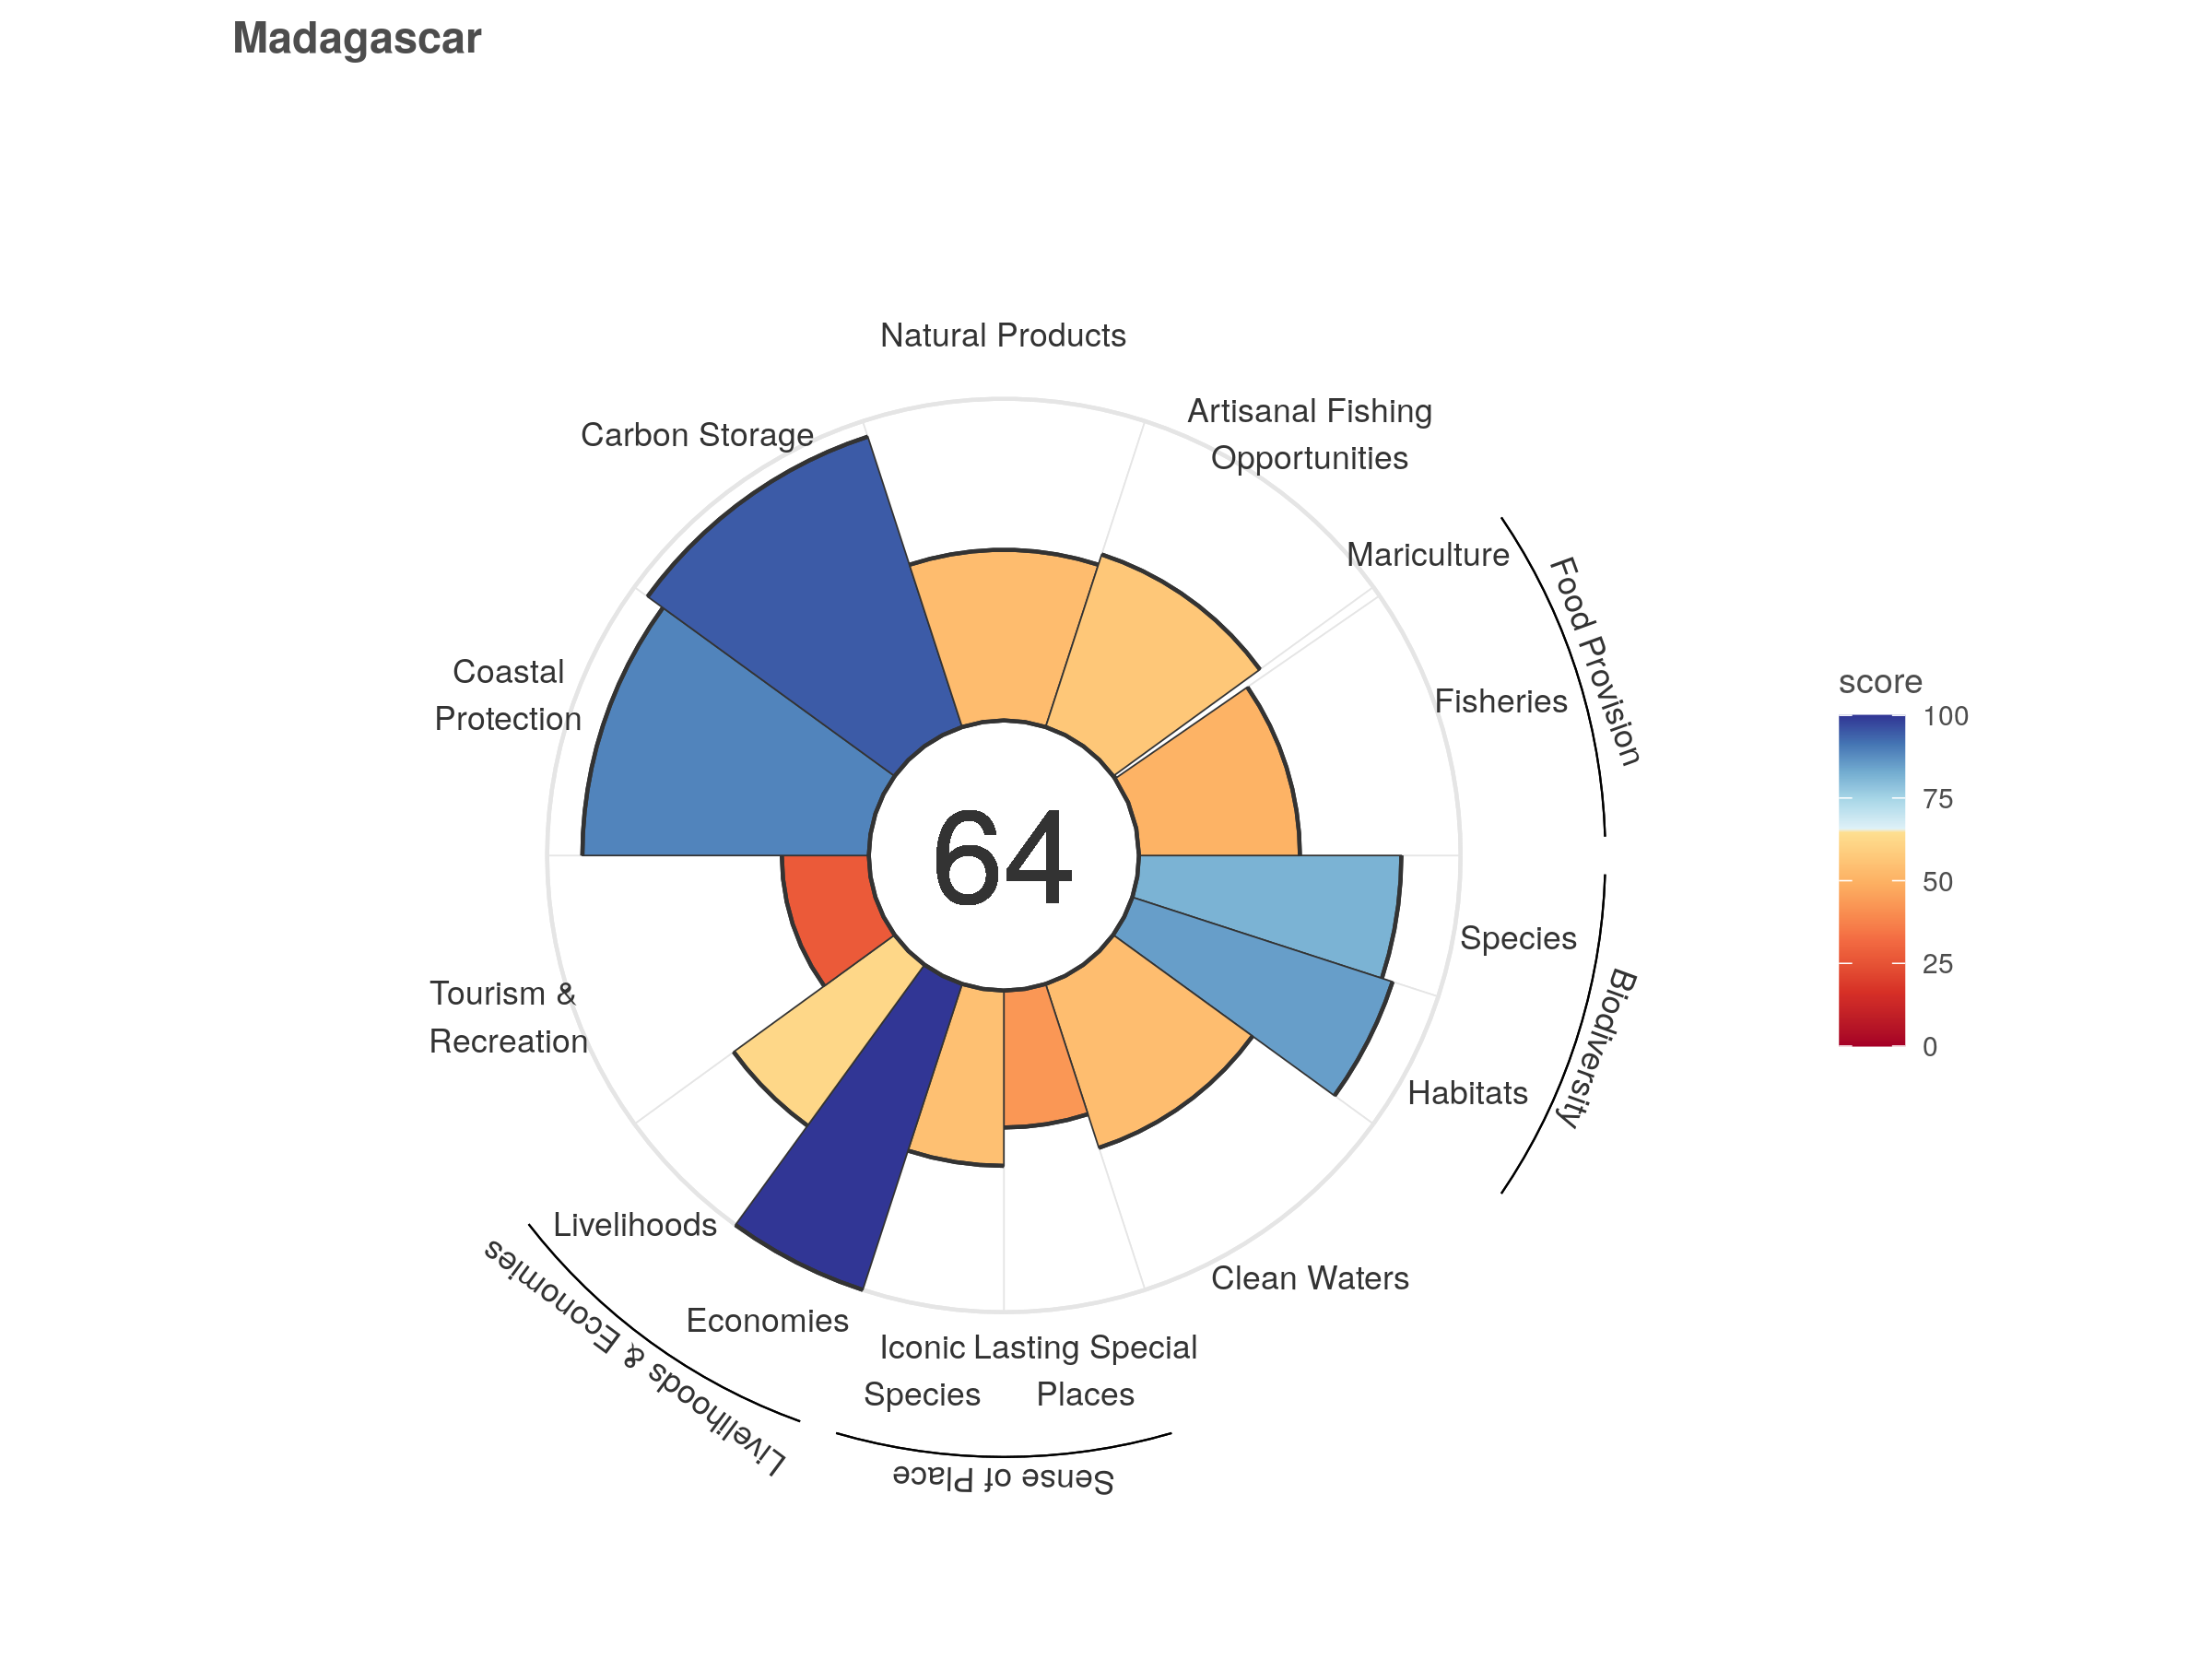 Madagascar
Natural Products
Artisanal Fishing
Opportunities
Carbon Storage
Mariculture
Food Provision
Fisheries
Coastal
Protection
64
Species
Habitats
Biodiversity
Tourism &
Recreation
Livelihoods
Economies
Livelihoods & Economies
Clean Waters
Iconic
Species
Lasting Special
Places
Sense of Place
score
100
75
50
25
0